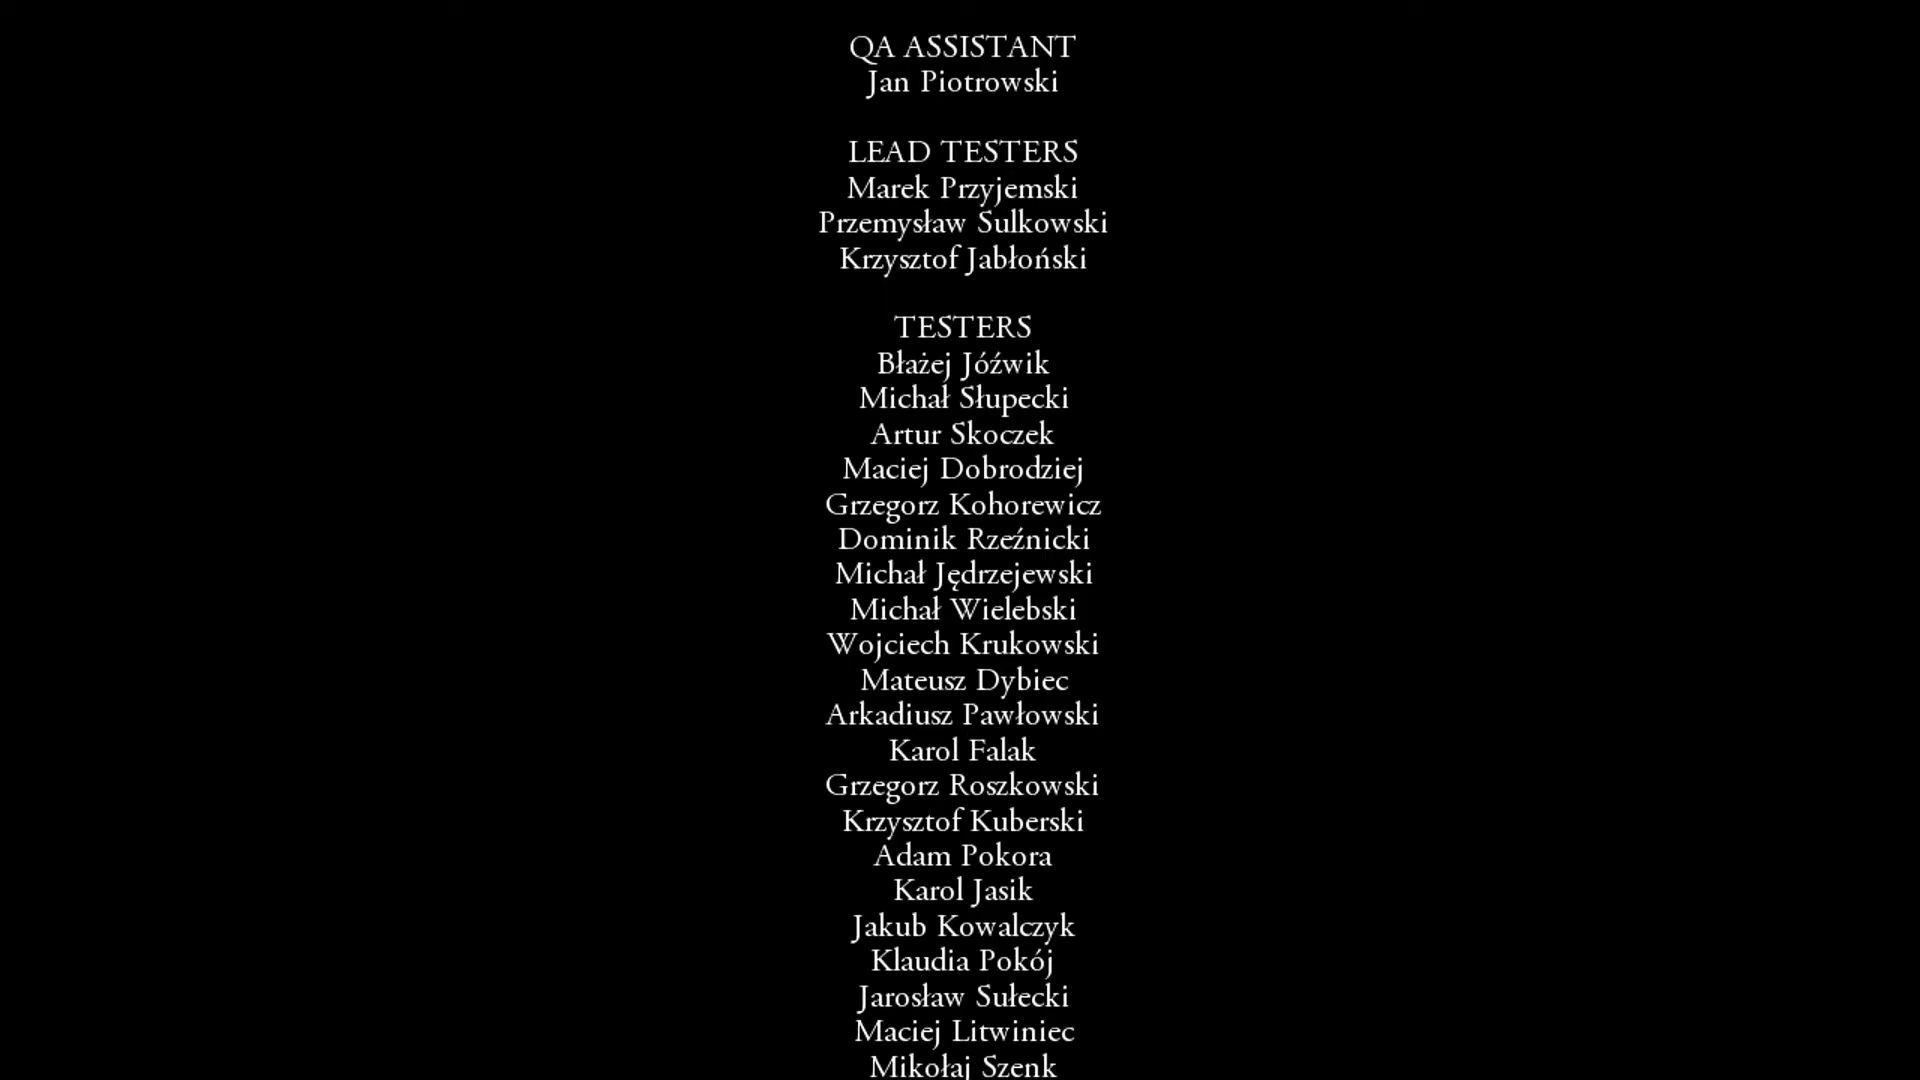 QA ASSISTANT
Jan Piotrowski
LEAD TESTERS
Marek Przyjemski
Przemysław Sulkowski
Krzysztof Jabłoński
TESTERS
Błażej Jóźwik
Michał Słupecki
Artur Skoczek
Maciej Dobrodziej
Grzegorz Kohorewicz
Dominik Rzeźnicki
Michał Jędrzejewski
Michał Wielebski
Wojciech Krukowski
Mateusz Dybiec
Arkadiusz Pawłowski
Karol Falak
Grzegorz Roszkowski
Krzysztof Kuberski
Adam Pokora
Karol Jasik
Jakub Kowalczyk
Klaudia Pokój
Jarosław Sułecki
Maciej Litwiniec
Mikołaj Szenk